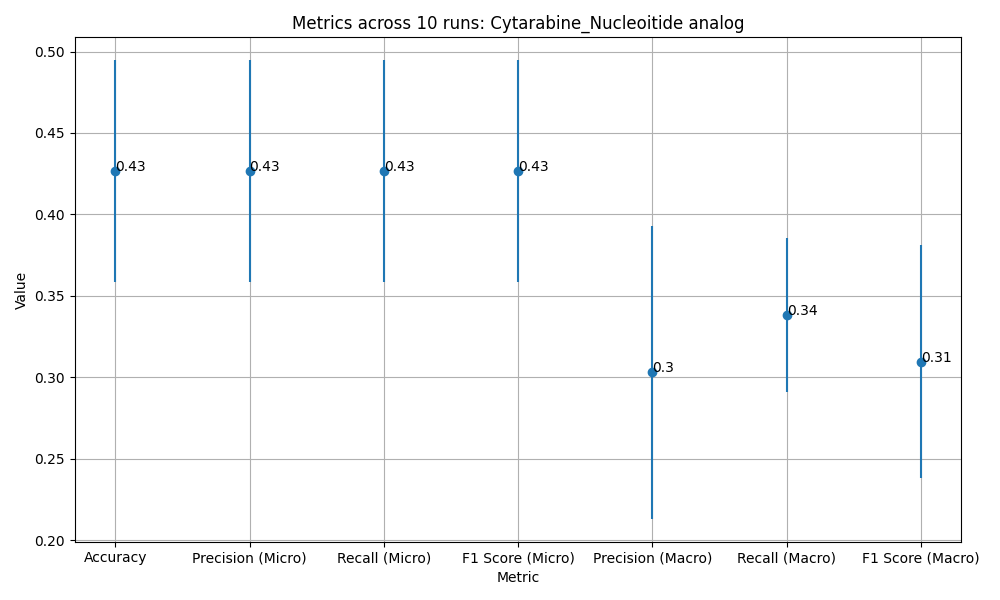 Metrics across 10 runs: Cytarabine_Nucleoitide analog
Value
0.50
0.45
0.40
0.35
0.30
0.25
0.20
0.43
0.43
0.43
0.43
0.3
0.34
0.31
Accuracy
Precision (Micro)
Recall (Micro)
F1 Score (Micro)
Precision (Macro)
Recall (Macro)
F1 Score (Macro)
Metric